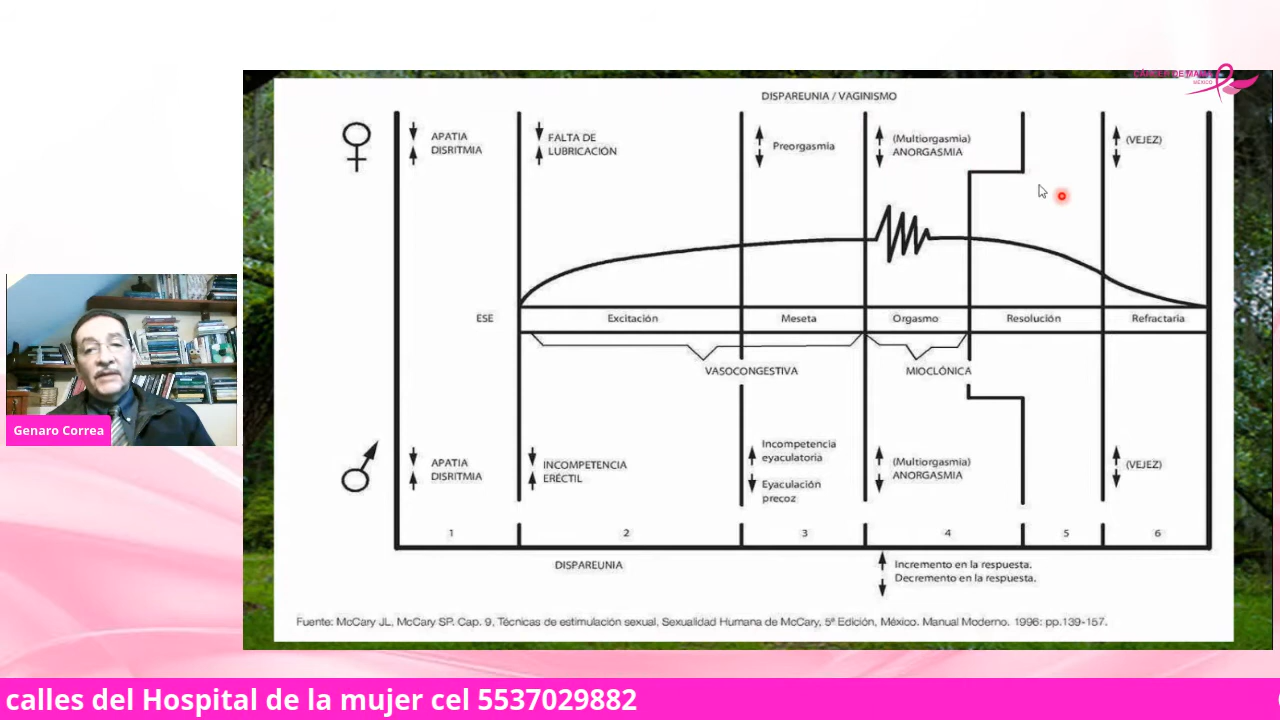 CÁNCER DE MAMA
MÉXICO
DISPAREUNIA / VAGINISMO
APATIA
DISRITMIA
FALTA DE
LUBRICACIÓN
Preorgasmia
(Multiorgasmia)
ANORGASMIA
(VEJEZ)
ESE
Excitación
Meseta
Orgasmo
Resolución
Refractaria
VASOCONGESTIVA
MIOCLÓNICA
APATIA
DISRITMIA
INCOMPETENCIA
ERÉCTIL
Incompetencia
eyaculatoria
Eyaculación
precoz
(Multiorgasmia)
ANORGASMIA
(VEJEZ)
1
2
3
4
5
6
DISPAREUNIA
Incremento en la respuesta.
Decremento en la respuesta.
Fuente: McCary JL, McCary SP. Cap. 9, Técnicas de estimulación sexual, Sexualidad Humana de McCary, 5ª Edición, México. Manual Moderno. 1996: pp.139-157.
Genaro Correa
calles del Hospital de la mujer cel 5537029882